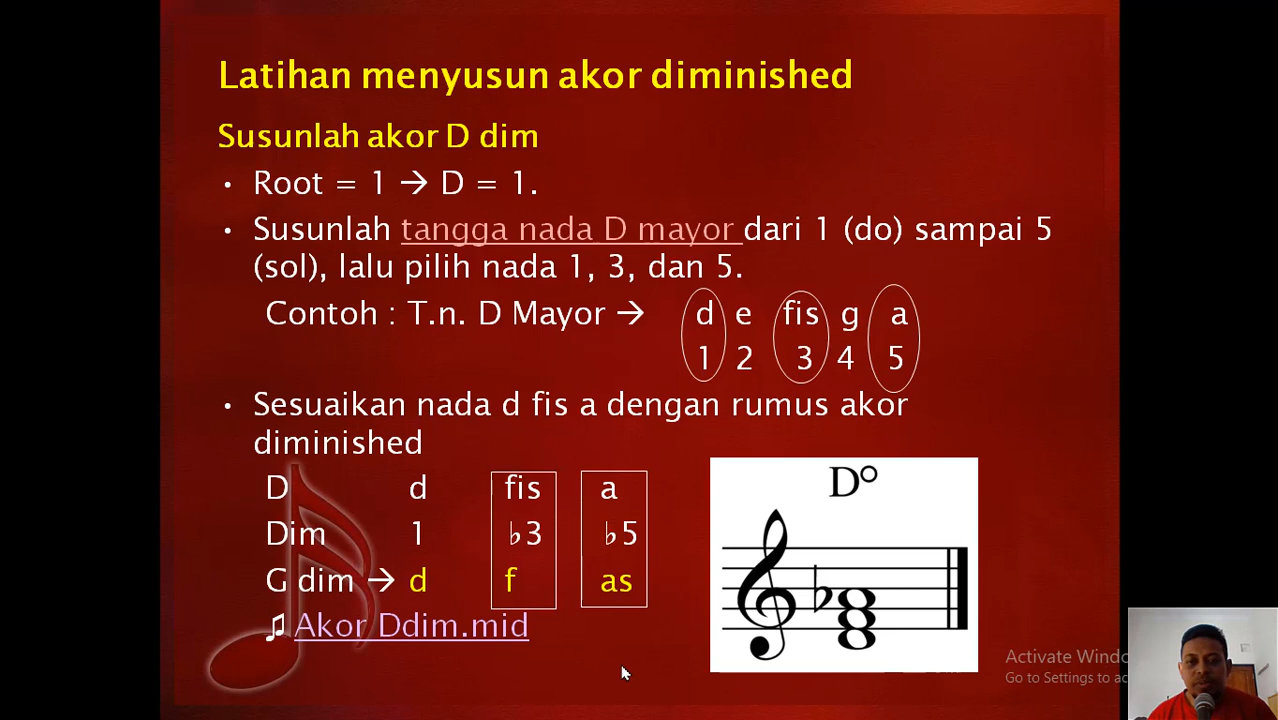 Latihan menyusun akor diminished
Susunlah akor D dim
• Root = 1 → D = 1.
• Susunlah tangga nada D mayor dari 1 (do) sampai 5
(sol), lalu pilih nada 1, 3, dan 5.
Contoh : T.n. D Mayor → d e fis g a
1 2 3 4 5
• Sesuaikan nada d fis a dengan rumus akor
diminished
D d fis a
Dim 1 ♭3 ♭5
G dim → d f as
♫ Akor Ddim.mid
D°
Activate Windo
Go to Settings to ac